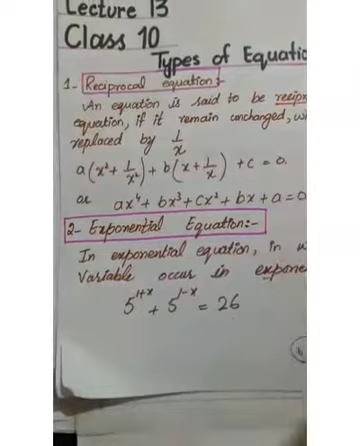 Lecture 13
Class 10
Types of Equatio
1- Reciprocal equation:-
An equation is said to be recip
equation, if it remain unchanged, w
replaced by 1/x
a(x²+1/x²)+b(x+1/x)+c=0.
or ax⁴+bx³+cx²+bx+a=0
2- Exponential Equation:-
In exponential equation, in w
Variable occur in expone
5^1+x + 5^1-x = 26